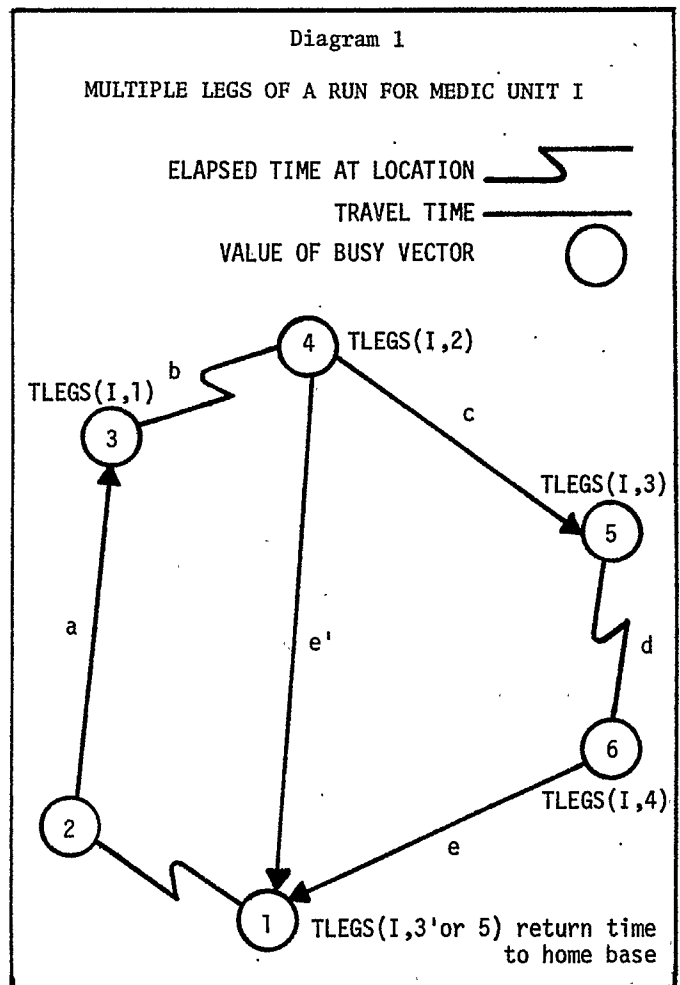 Diagram 1
MULTIPLE LEGS OF A RUN FOR MEDIC UNIT I
ELAPSED TIME AT LOCATION
TRAVEL TIME
VALUE OF BUSY VECTOR
4 TLEGS(I,2)
b
TLEGS(I,1)
3
c
TLEGS(I,3)
5
a
e'
d
6
TLEGS(I,4)
2
e
1 TLEGS(I,3'or 5) return time
to home base